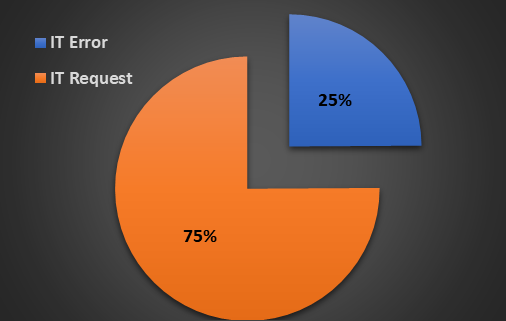 IT Error
IT Request
25%
75%